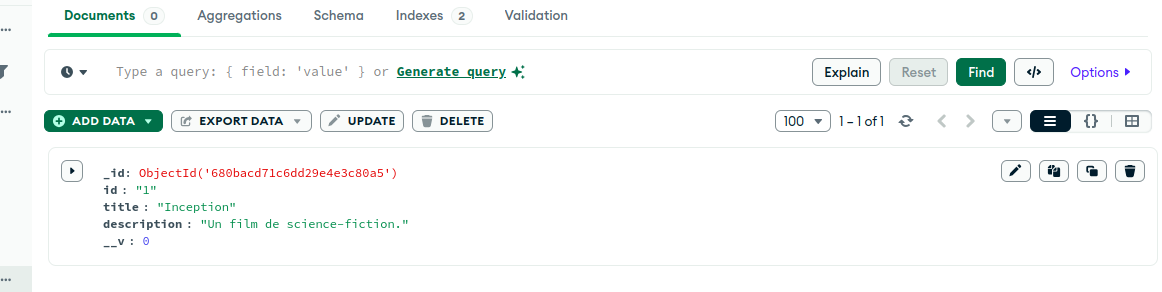 Documents 0 Aggregations Schema Indexes 2 Validation
Type a query: { field: 'value' } or Generate query Explain Reset Find </> Options
ADD DATA EXPORT DATA UPDATE DELETE 100 1 – 1 of 1 {}
_id: ObjectId('680bacd71c6dd29e4e3c80a5')
id : "1"
title : "Inception"
description : "Un film de science-fiction."
__v : 0